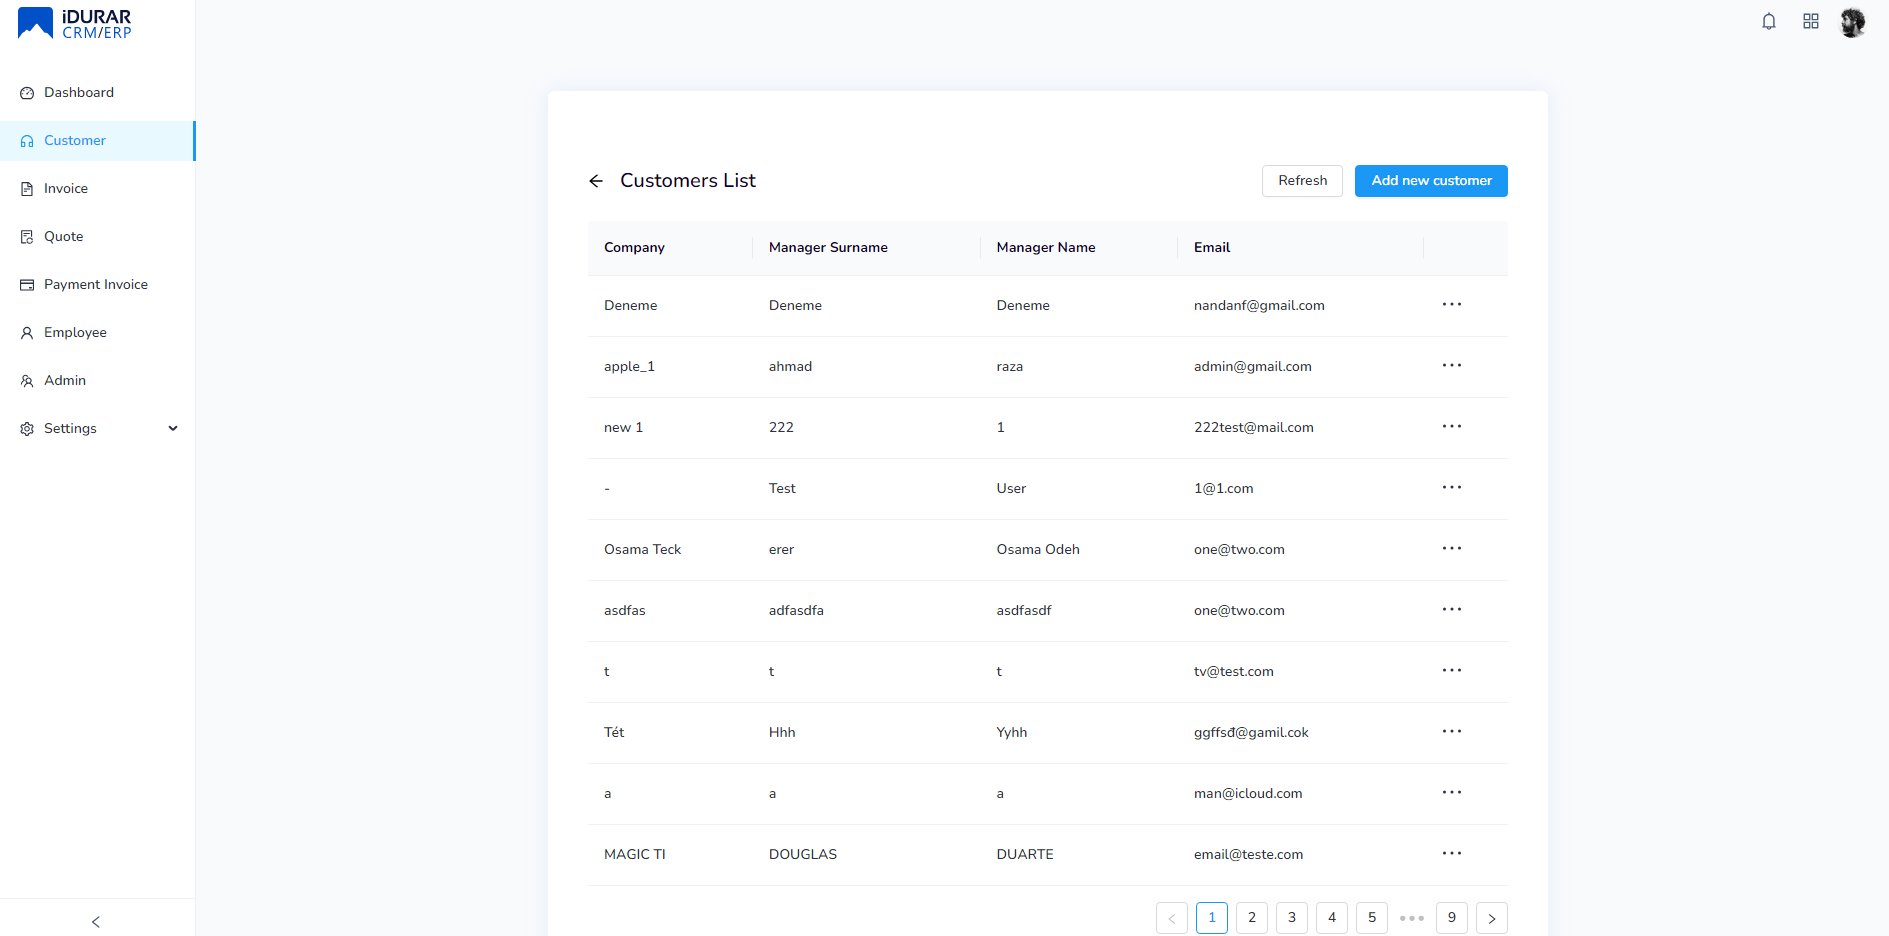 iDURAR
CRM/ERP
Dashboard
Customer
Invoice
Quote
Payment Invoice
Employee
Admin
Settings
Customers List
Refresh
Add new customer
Company Manager Surname Manager Name Email
Deneme Deneme Deneme nandanf@gmail.com
apple_1 ahmad raza admin@gmail.com
new 1 222 1 222test@mail.com
- Test User 1@1.com
Osama Teck erer Osama Odeh one@two.com
asdfas adfasdfa asdfasdf one@two.com
t t t tv@test.com
Tét Hhh Yyhh ggffsđ@gamil.cok
a a a man@icloud.com
MAGIC TI DOUGLAS DUARTE email@teste.com
1 2 3 4 5 ••• 9